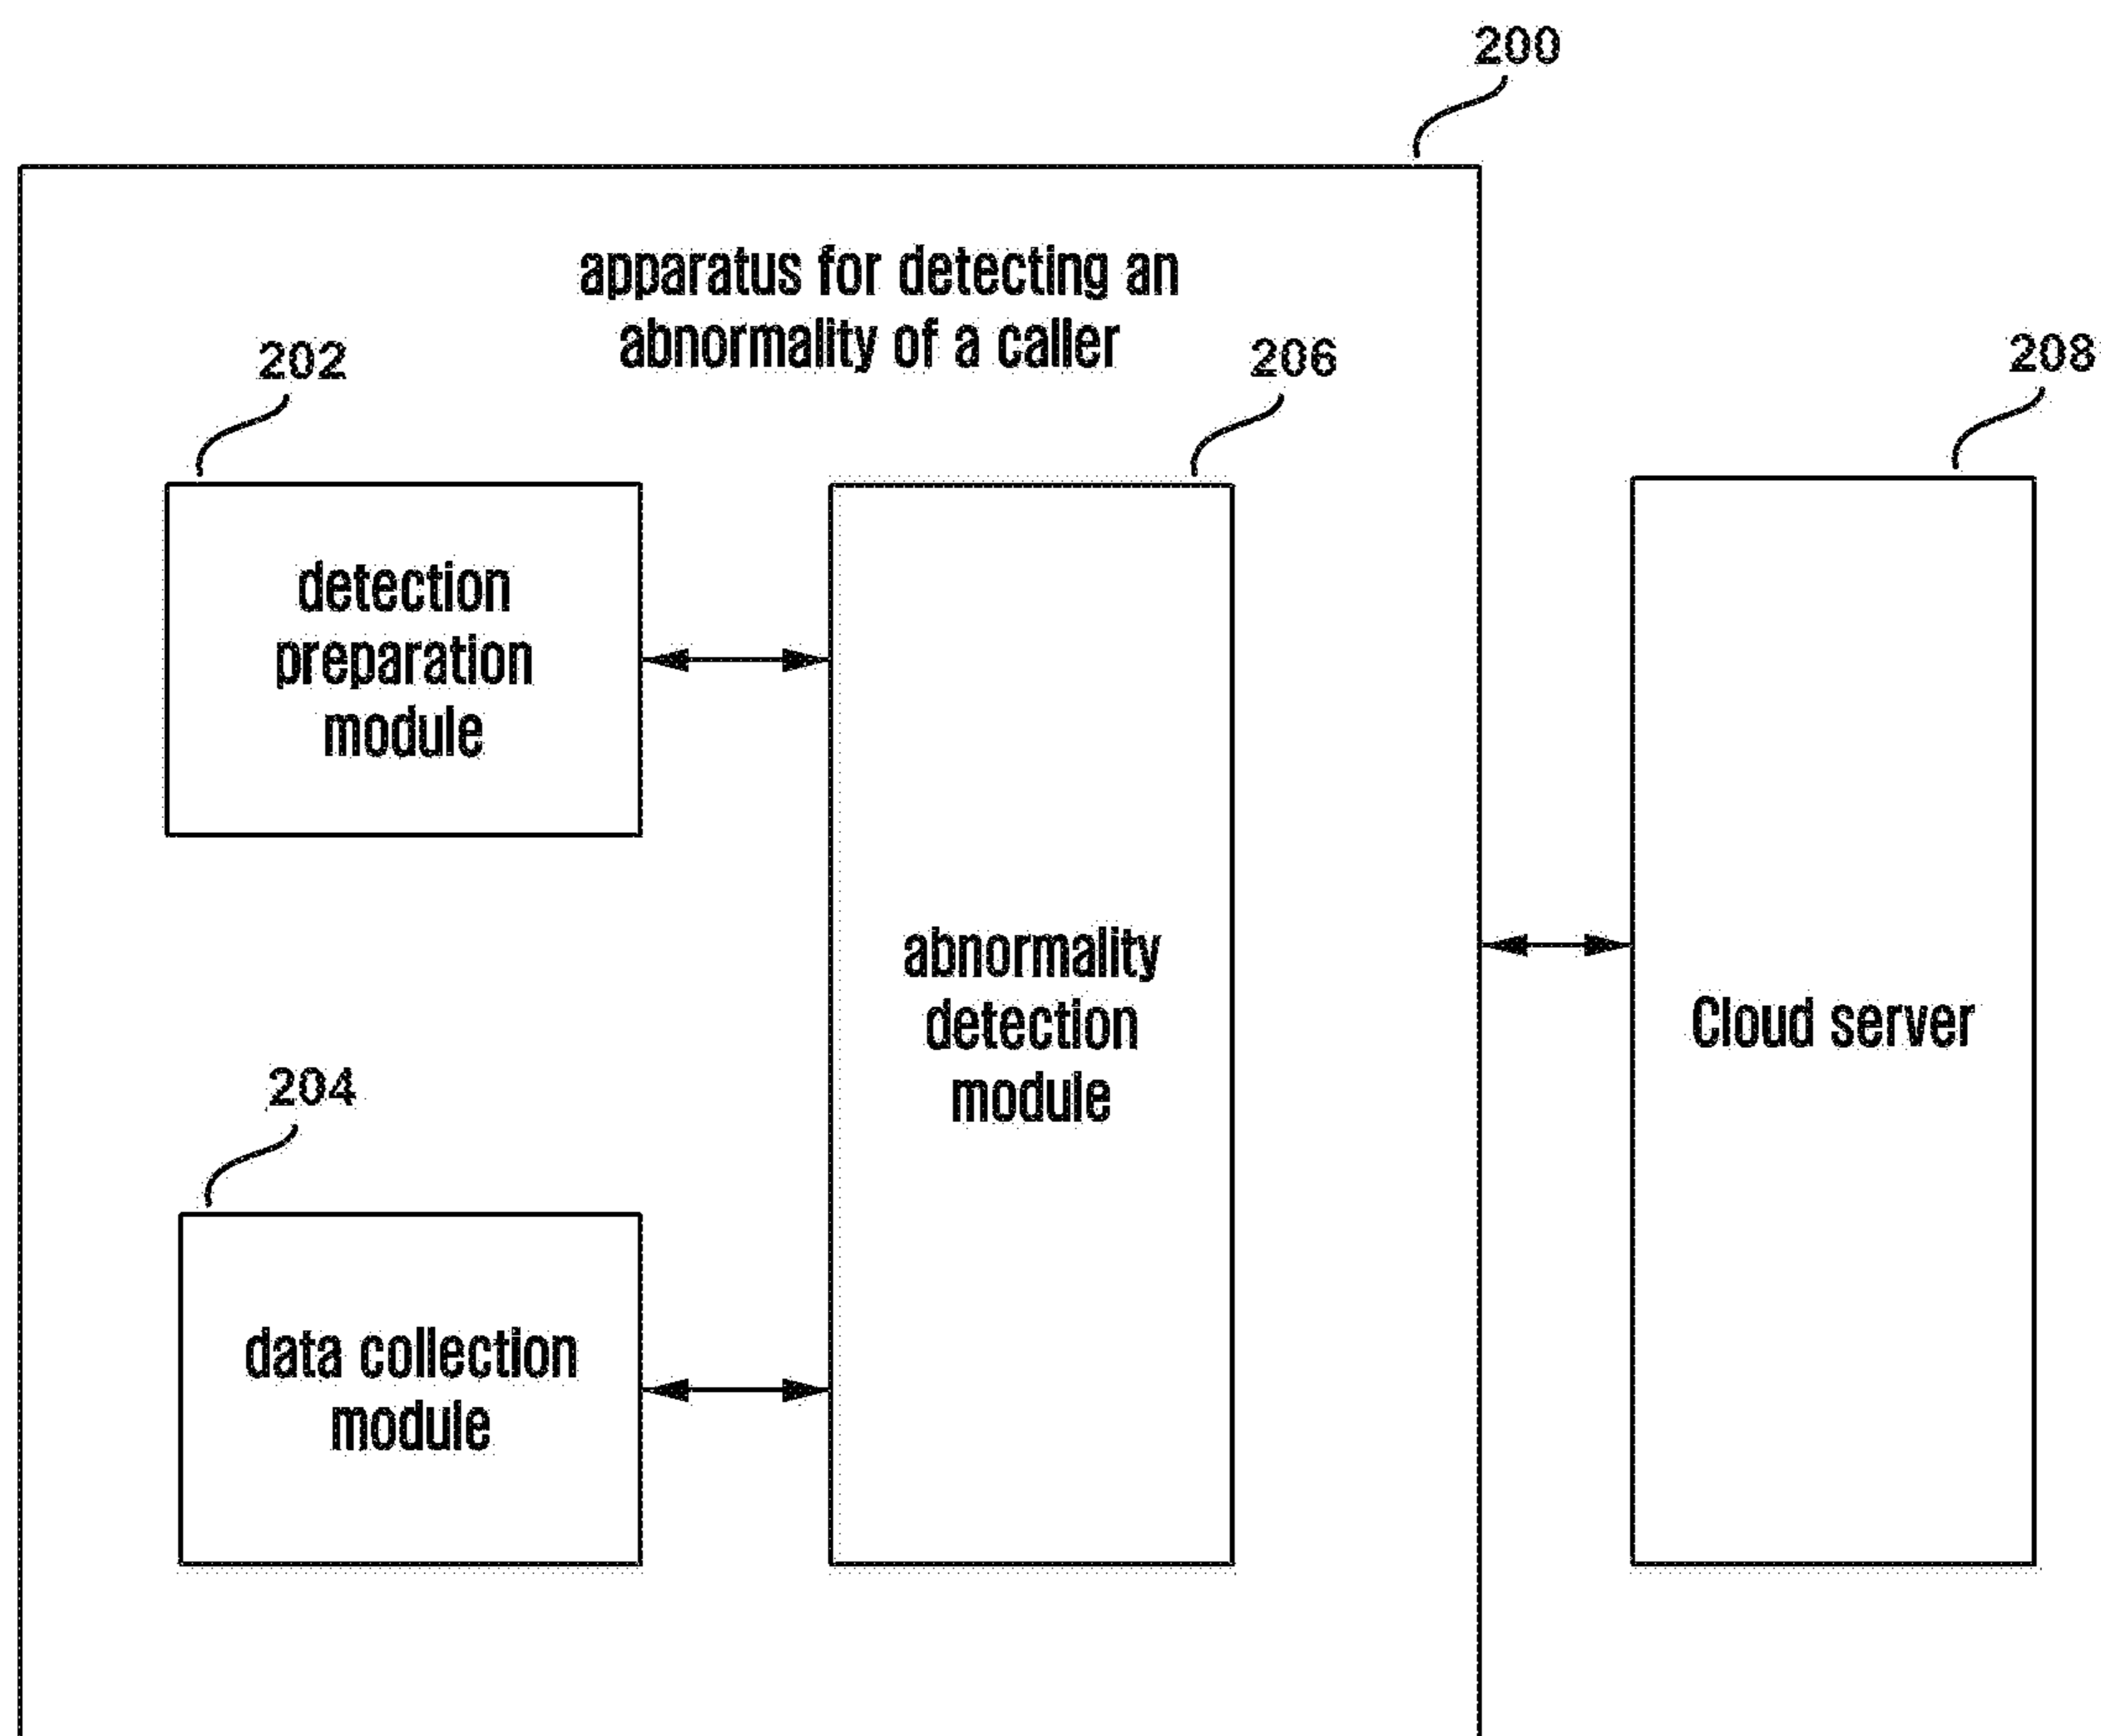 200
apparatus for detecting an
abnormality of a caller
202
206
208
detection
preparation
module
abnormality
detection
module
Cloud server
204
data collection
module